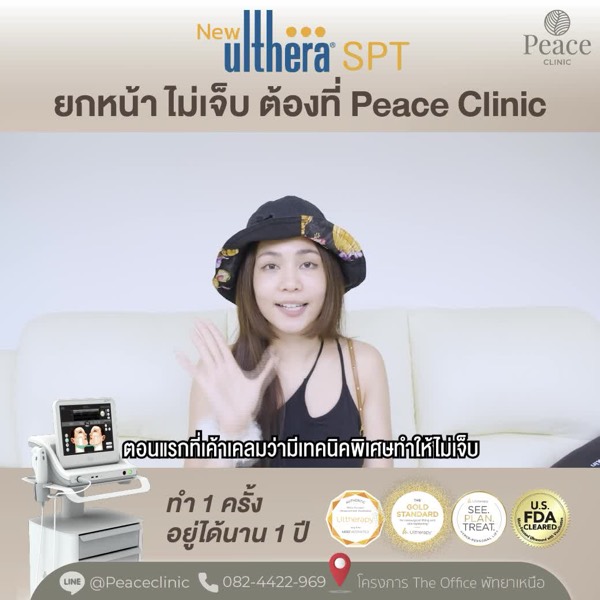 New ulthera® SPT
Peace
CLINIC
ยกหน้า ไม่เจ็บ ต้องที่ Peace Clinic
ตอนแรกที่เค้าเคลมว่ามีเทคนิคพิเศษทำให้ไม่เจ็บ
ทำ 1 ครั้ง
อยู่ได้นาน 1 ปี
Ultherapy
THE
GOLD
STANDARD
Ultherapy
SEE.
PLAN.
TREAT.
U.S.
FDA
CLEARED
LINE @Peaceclinic 082-4422-969 โครงการ The Office พัทยาเหนือ